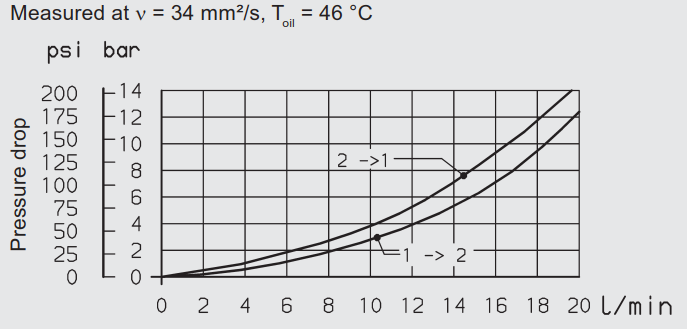 Measured at ν = 34 mm²/s, Toil = 46 °C
psi bar
200 14
175 12
150 10
125 8
100 6
75 4
50 2
25 0
0
Pressure drop
2 ->1
1 -> 2
0 2 4 6 8 10 12 14 16 18 20 l/min